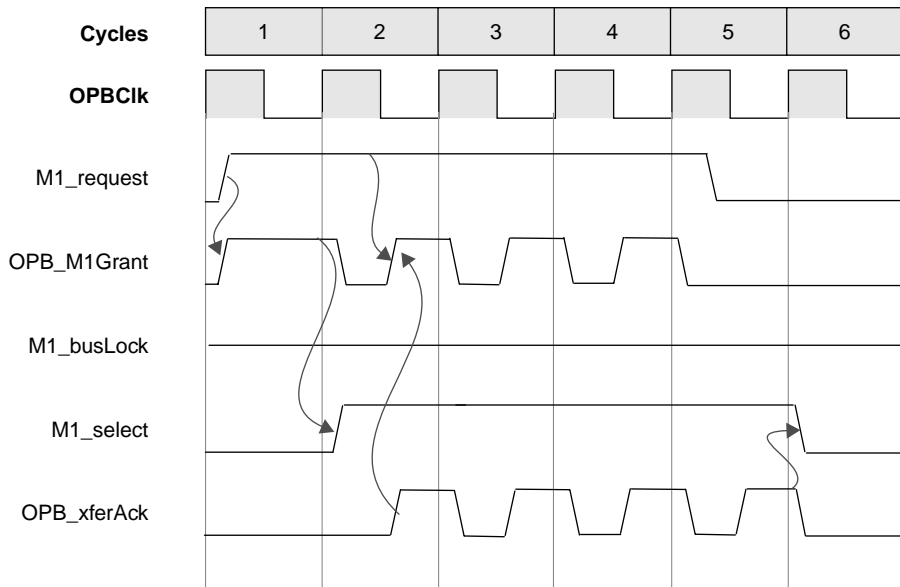 Cycles 1 2 3 4 5 6
OPBClk
M1_request
OPB_M1Grant
M1_busLock
M1_select
OPB_xferAck